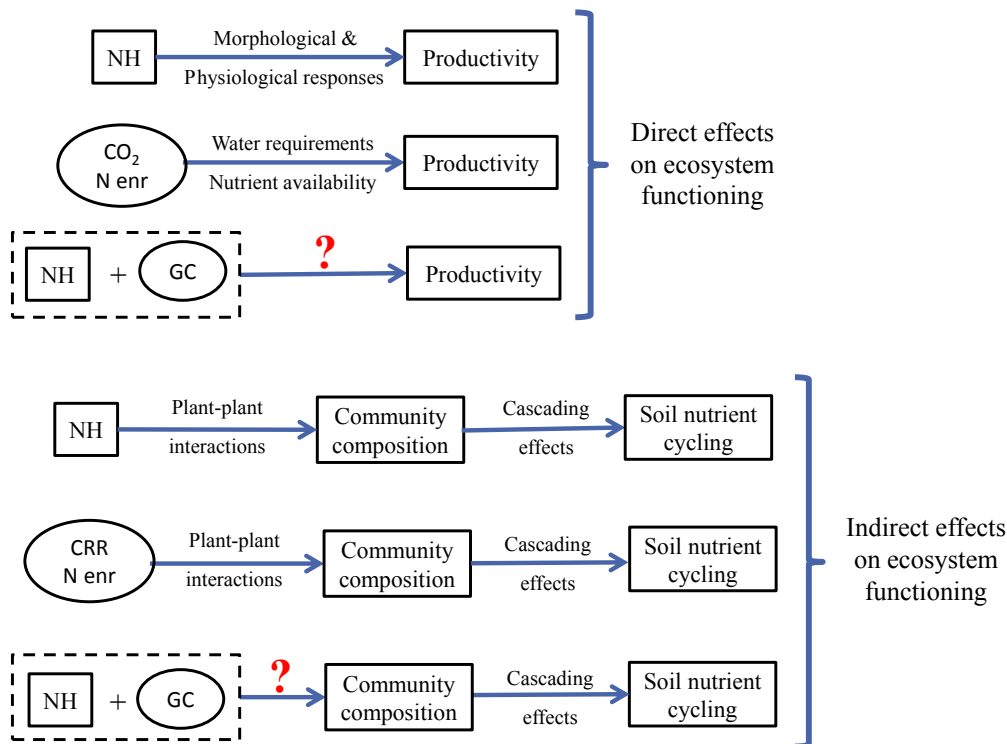 NH
Morphological &
Physiological responses
Productivity
CO₂
N enr
Water requirements
Nutrient availability
Productivity
NH + GC
?
Productivity
Direct effects
on ecosystem
functioning
NH
Plant-plant
interactions
Community
composition
Cascading
effects
Soil nutrient
cycling
CRR
N enr
Plant-plant
interactions
Community
composition
Cascading
effects
Soil nutrient
cycling
NH + GC
?
Community
composition
Cascading
effects
Soil nutrient
cycling
Indirect effects
on ecosystem
functioning